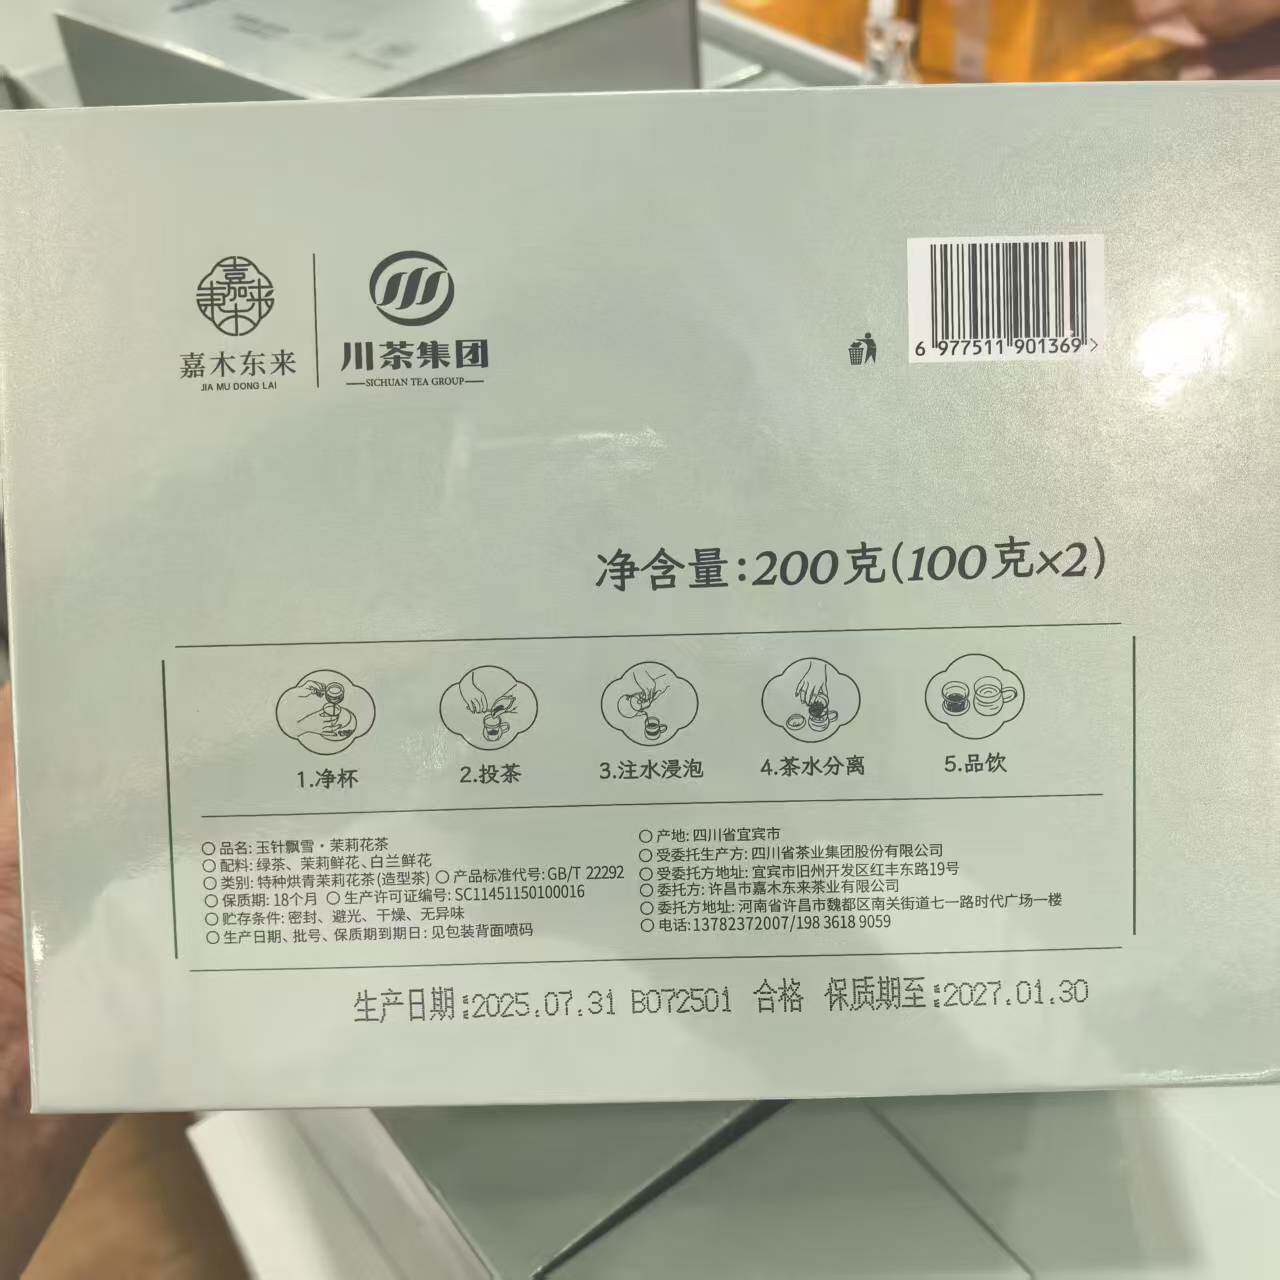 嘉木东来
JIA MU DONG LAI
川茶集团
SICHUAN TEA GROUP
6 977511 901369 >
净含量:200克(100克×2)
1.净杯
2.投茶
3.注水浸泡
4.茶水分离
5.品饮
品名: 玉针飘雪·茉莉花茶
配料: 绿茶、茉莉鲜花、白兰鲜花
类别: 特种烘青茉莉花茶(造型茶) 产品标准代号: GB/T 22292
保质期: 18个月 生产许可证编号: SC11451150100016
贮存条件: 密封、避光、干燥、无异味
生产日期、批号、保质期到期日: 见包装背面喷码
产地: 四川省宜宾市
受委托生产方: 四川省茶业集团股份有限公司
受委托方地址: 宜宾市旧州开发区红丰东路19号
委托方: 许昌市嘉木东来茶业有限公司
委托方地址: 河南省许昌市魏都区南关街道七一路时代广场一楼
电话: 13782372007/198 3618 9059
生产日期:2025.07.31 B072501 合格 保质期至:2027.01.30